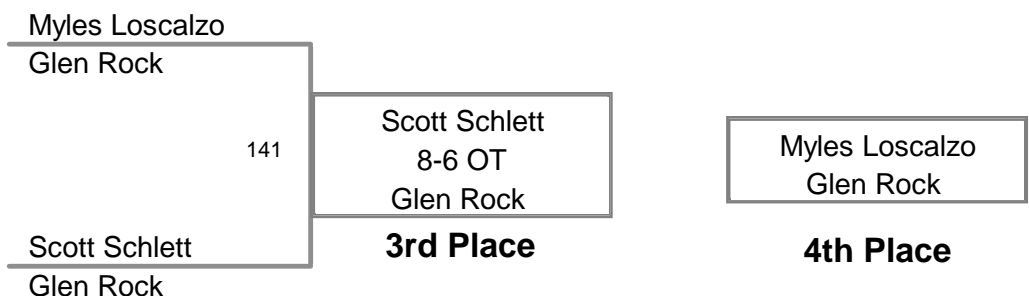 Myles Loscalzo
Glen Rock
141
Scott Schlett
Glen Rock
Scott Schlett
8-6 OT
Glen Rock
3rd Place
Myles Loscalzo
Glen Rock
4th Place